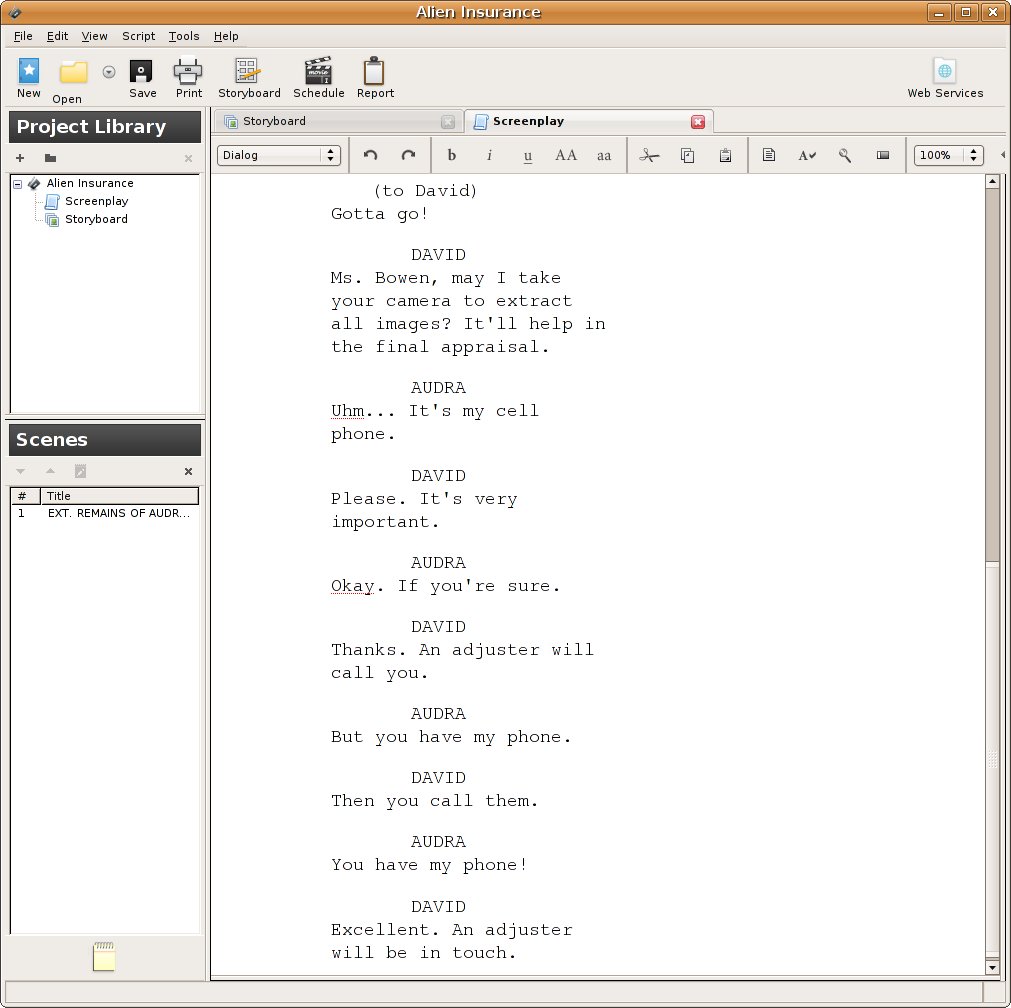 Alien Insurance
File Edit View Script Tools Help
New Open Save Print Storyboard Schedule Report Web Services
Project Library
Alien Insurance
Screenplay
Storyboard
Scenes
# Title
1 EXT. REMAINS OF AUDR...
Storyboard Screenplay
Dialog b i u AA aa A 100%
(to David)
Gotta go!
DAVID
Ms. Bowen, may I take
your camera to extract
all images? It'll help in
the final appraisal.
AUDRA
Uhm... It's my cell
phone.
DAVID
Please. It's very
important.
AUDRA
Okay. If you're sure.
DAVID
Thanks. An adjuster will
call you.
AUDRA
But you have my phone.
DAVID
Then you call them.
AUDRA
You have my phone!
DAVID
Excellent. An adjuster
will be in touch.